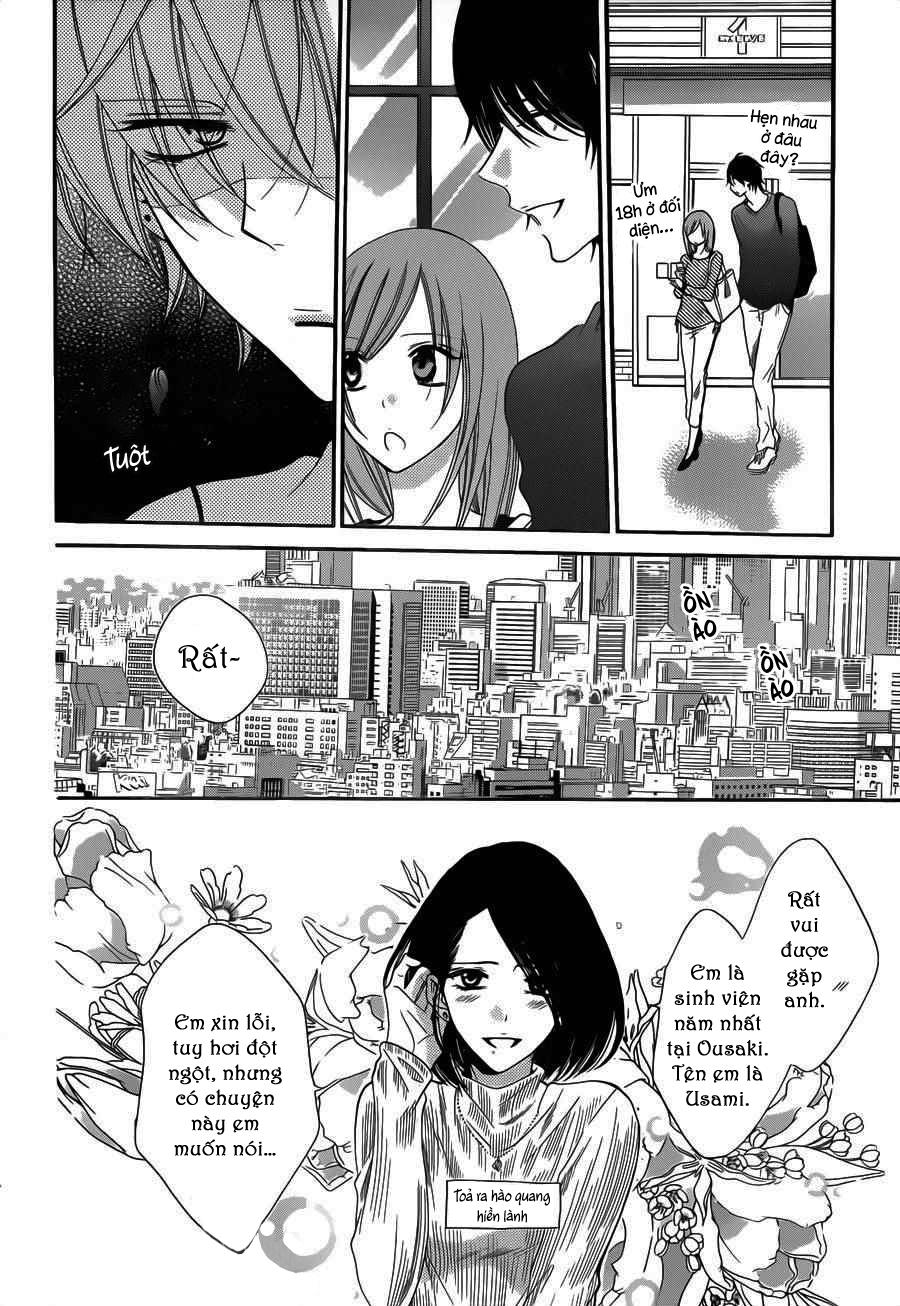 Hẹn nhau
ở đâu
đây?
Ừm
18h ở đối
diện...
Tuột
Rất-
ỒN
ÀO
ỒN
ÀO
Rất
vui
được
gặp
anh.
Em là
sinh viên
năm nhất
tại Ousaki.
Tên em là
Usami.
Em xin lỗi,
tuy hơi đột
ngột, nhưng
có chuyện
này em
muốn nói...
Toả ra hào quang
hiền lành